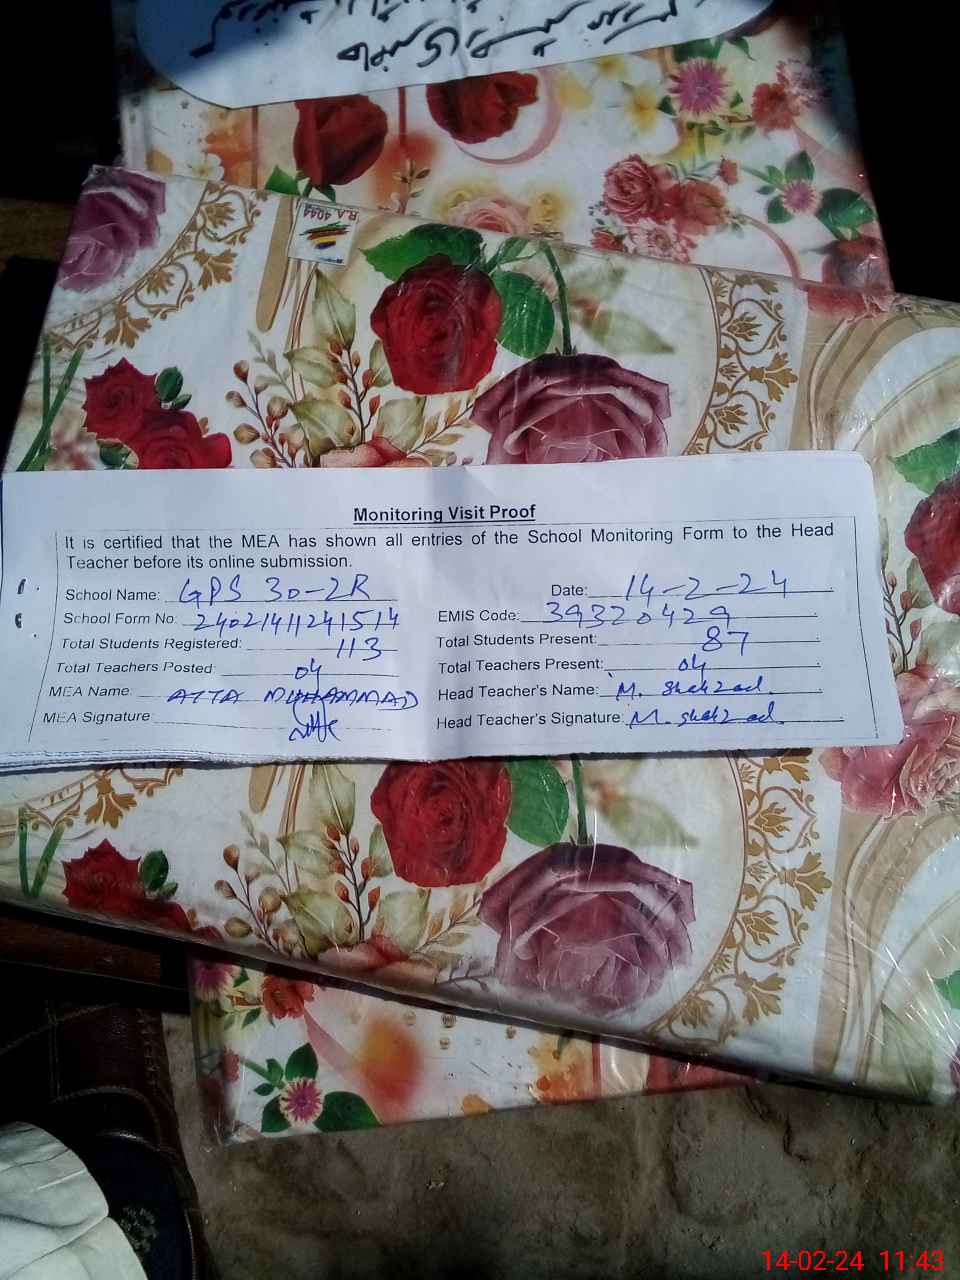 R.A.4044
Monitoring Visit Proof
It is certified that the MEA has shown all entries of the School Monitoring Form to the Head
Teacher before its online submission.
School Name: GPS 30-2R Date: 14-2-24
School Form No: 24021411241514 EMIS Code: 39320429
Total Students Registered: 113 Total Students Present: 87
Total Teachers Posted: 04 Total Teachers Present: 04
MEA Name: ATTA MUHAMMAD Head Teacher's Name: M. Shahzad.
MEA Signature: Head Teacher's Signature: M. Shahzad.
14-02-24 11:43